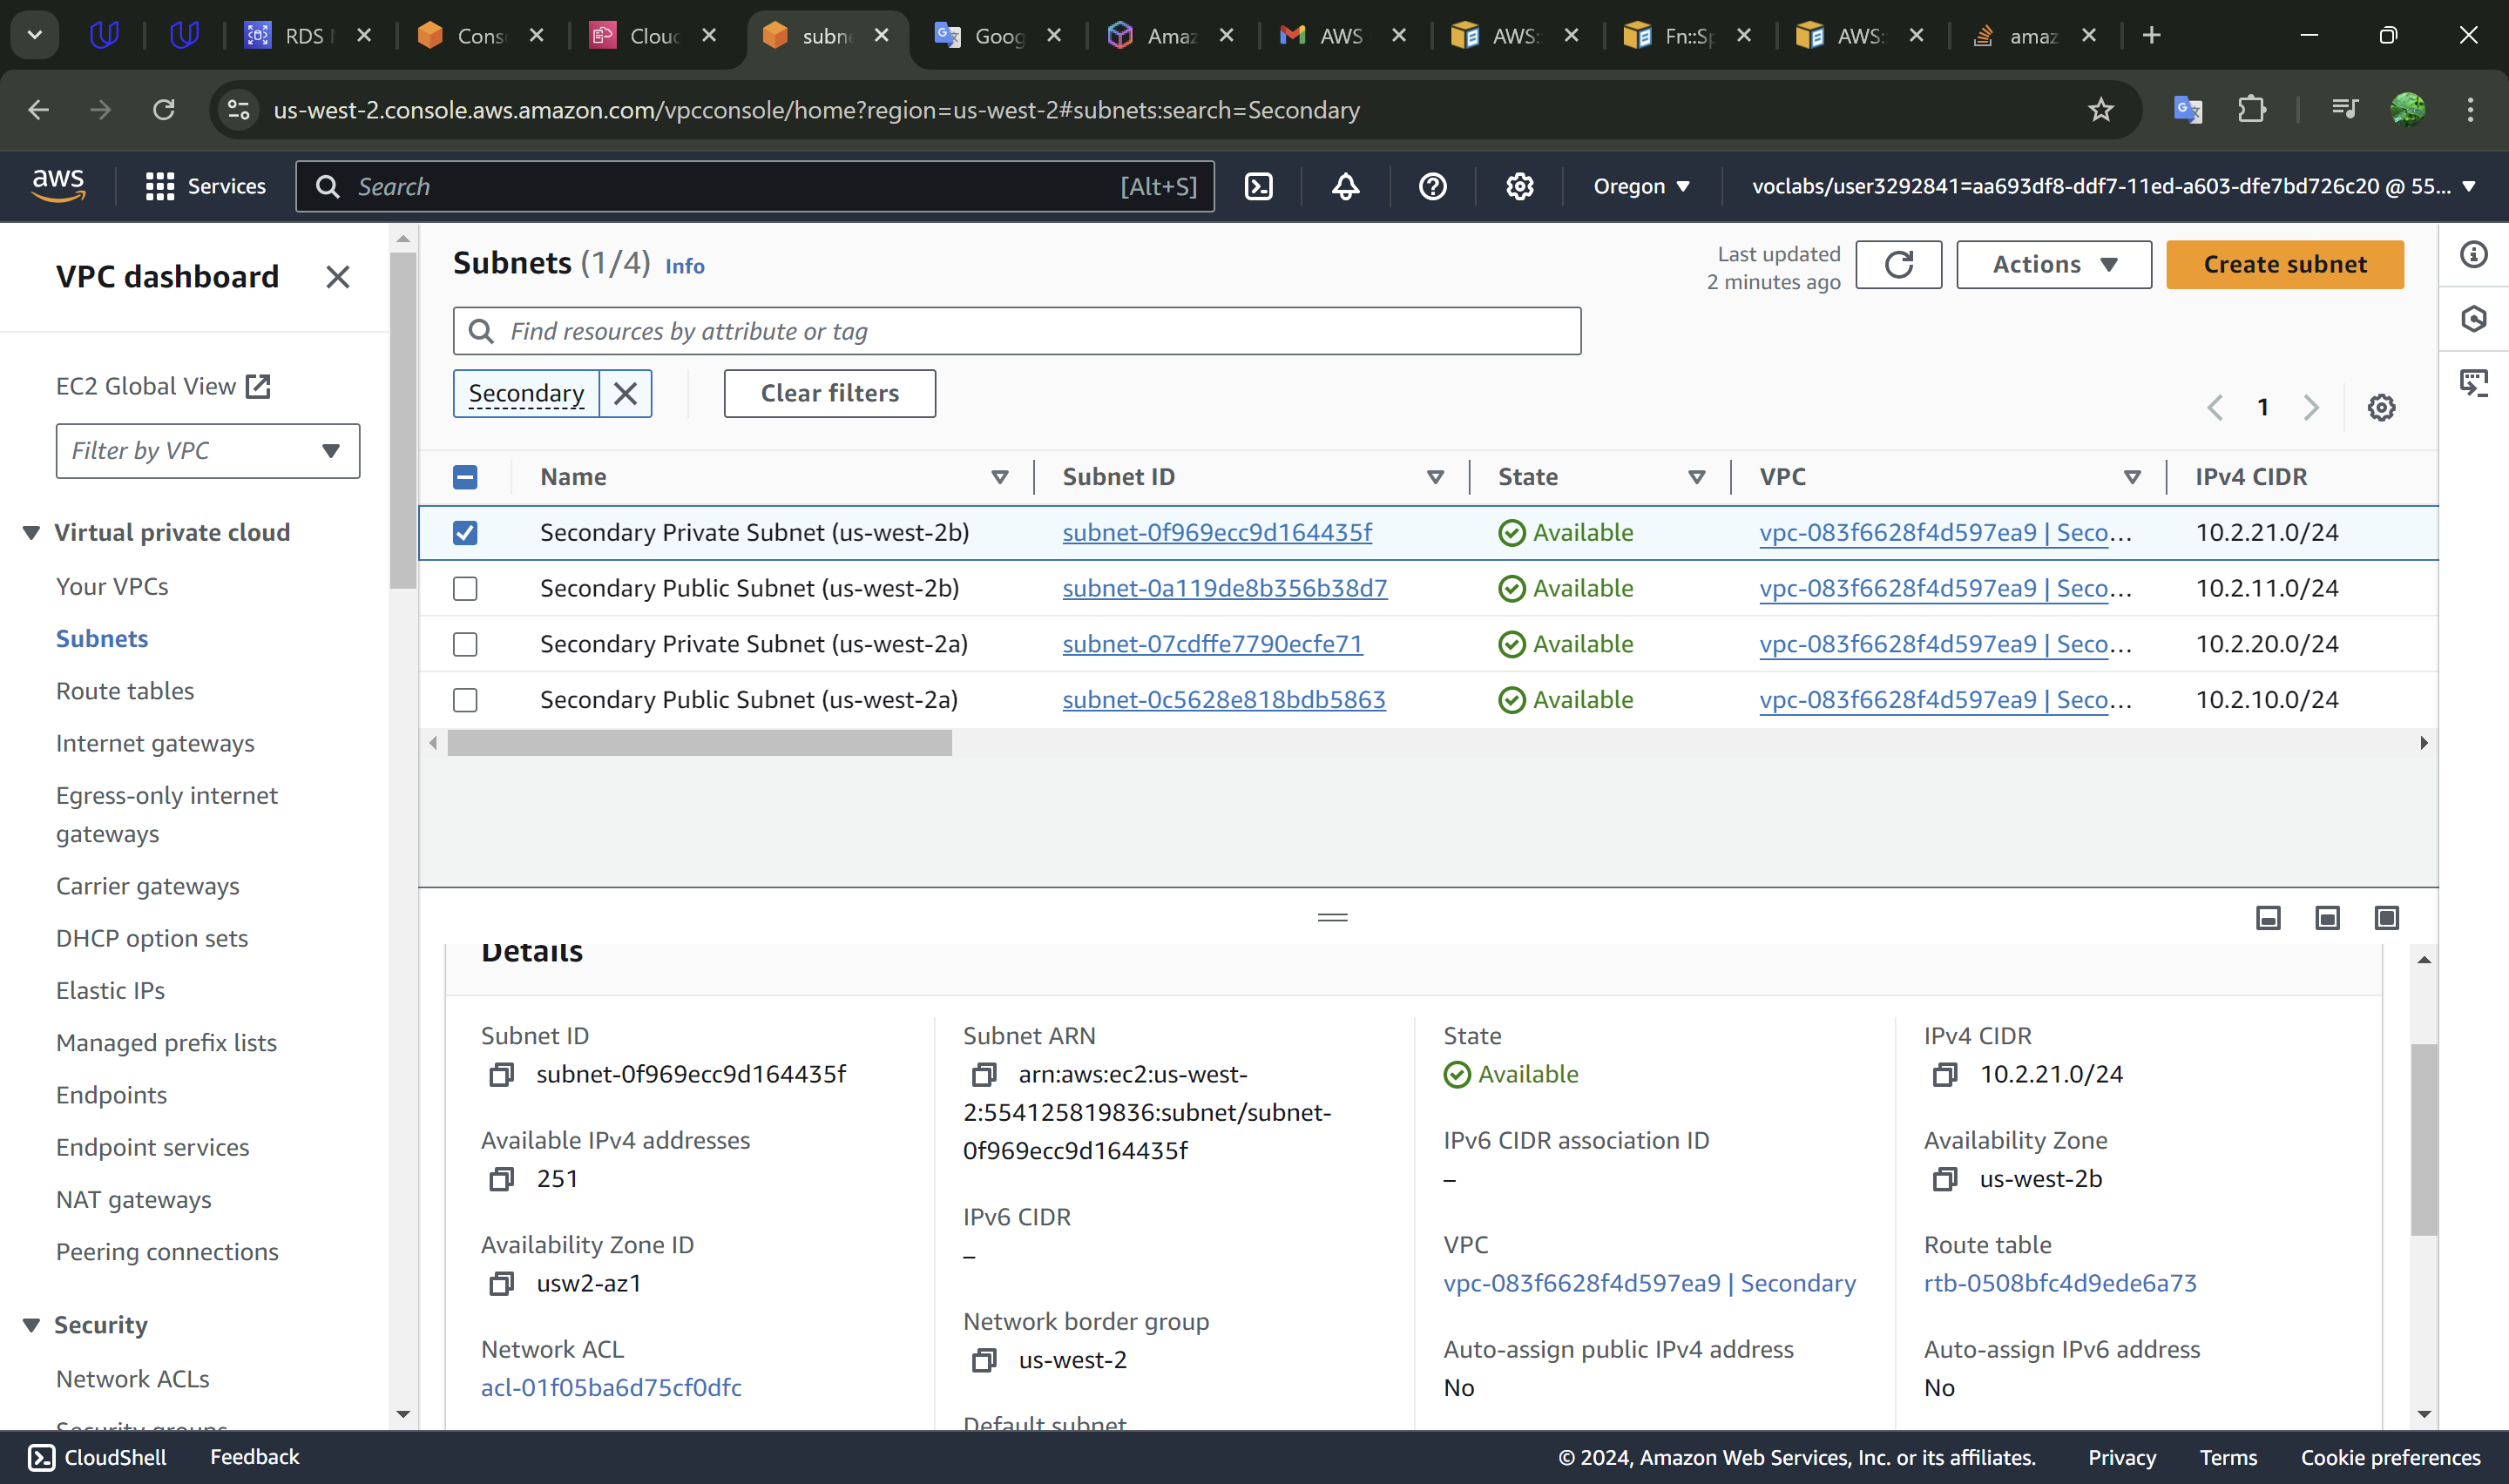 RDS
Cons
Cloud
subne
Goog
Amaz
AWS
AWS:
Fn::Sp
AWS:
amaz
us-west-2.console.aws.amazon.com/vpcconsole/home?region=us-west-2#subnets:search=Secondary
aws
Services
Search
[Alt+S]
Oregon
voclabs/user3292841=aa693df8-ddf7-11ed-a603-dfe7bd726c20 @ 55...
VPC dashboard
EC2 Global View
Filter by VPC
Virtual private cloud
Your VPCs
Subnets
Route tables
Internet gateways
Egress-only internet
gateways
Carrier gateways
DHCP option sets
Elastic IPs
Managed prefix lists
Endpoints
Endpoint services
NAT gateways
Peering connections
Security
Network ACLs
Security groups
Subnets (1/4) Info
Last updated
2 minutes ago
Actions
Create subnet
Find resources by attribute or tag
Secondary
Clear filters
1
Name Subnet ID State VPC IPv4 CIDR
Secondary Private Subnet (us-west-2b) subnet-0f969ecc9d164435f Available vpc-083f6628f4d597ea9 | Seco... 10.2.21.0/24
Secondary Public Subnet (us-west-2b) subnet-0a119de8b356b38d7 Available vpc-083f6628f4d597ea9 | Seco... 10.2.11.0/24
Secondary Private Subnet (us-west-2a) subnet-07cdffe7790ecfe71 Available vpc-083f6628f4d597ea9 | Seco... 10.2.20.0/24
Secondary Public Subnet (us-west-2a) subnet-0c5628e818bdb5863 Available vpc-083f6628f4d597ea9 | Seco... 10.2.10.0/24
Details
Subnet ID
subnet-0f969ecc9d164435f
Available IPv4 addresses
251
Availability Zone ID
usw2-az1
Network ACL
acl-01f05ba6d75cf0dfc
Subnet ARN
arn:aws:ec2:us-west-
2:554125819836:subnet/subnet-
0f969ecc9d164435f
IPv6 CIDR
–
Network border group
us-west-2
Default subnet
State
Available
IPv6 CIDR association ID
–
VPC
vpc-083f6628f4d597ea9 | Secondary
Auto-assign public IPv4 address
No
IPv4 CIDR
10.2.21.0/24
Availability Zone
us-west-2b
Route table
rtb-0508bfc4d9ede6a73
Auto-assign IPv6 address
No
CloudShell
Feedback
© 2024, Amazon Web Services, Inc. or its affiliates.
Privacy
Terms
Cookie preferences